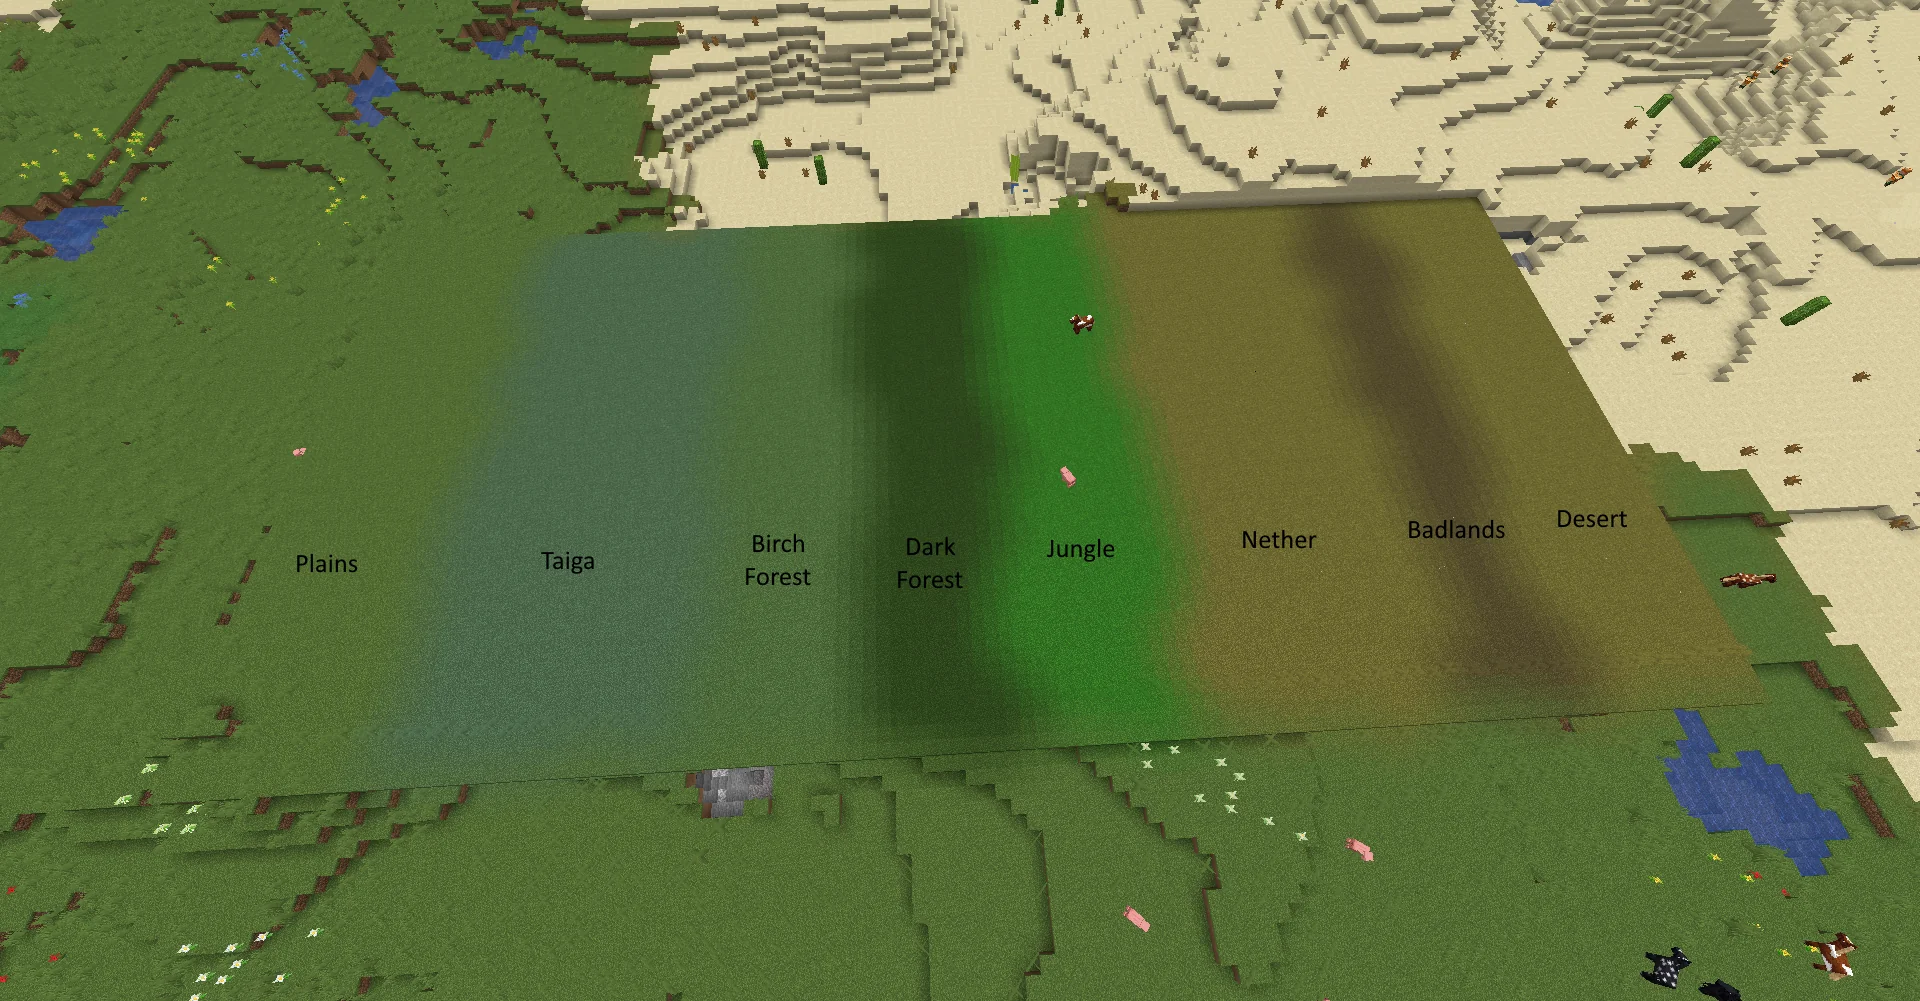 Plains
Taiga
Birch
Forest
Dark
Forest
Jungle
Nether
Badlands
Desert